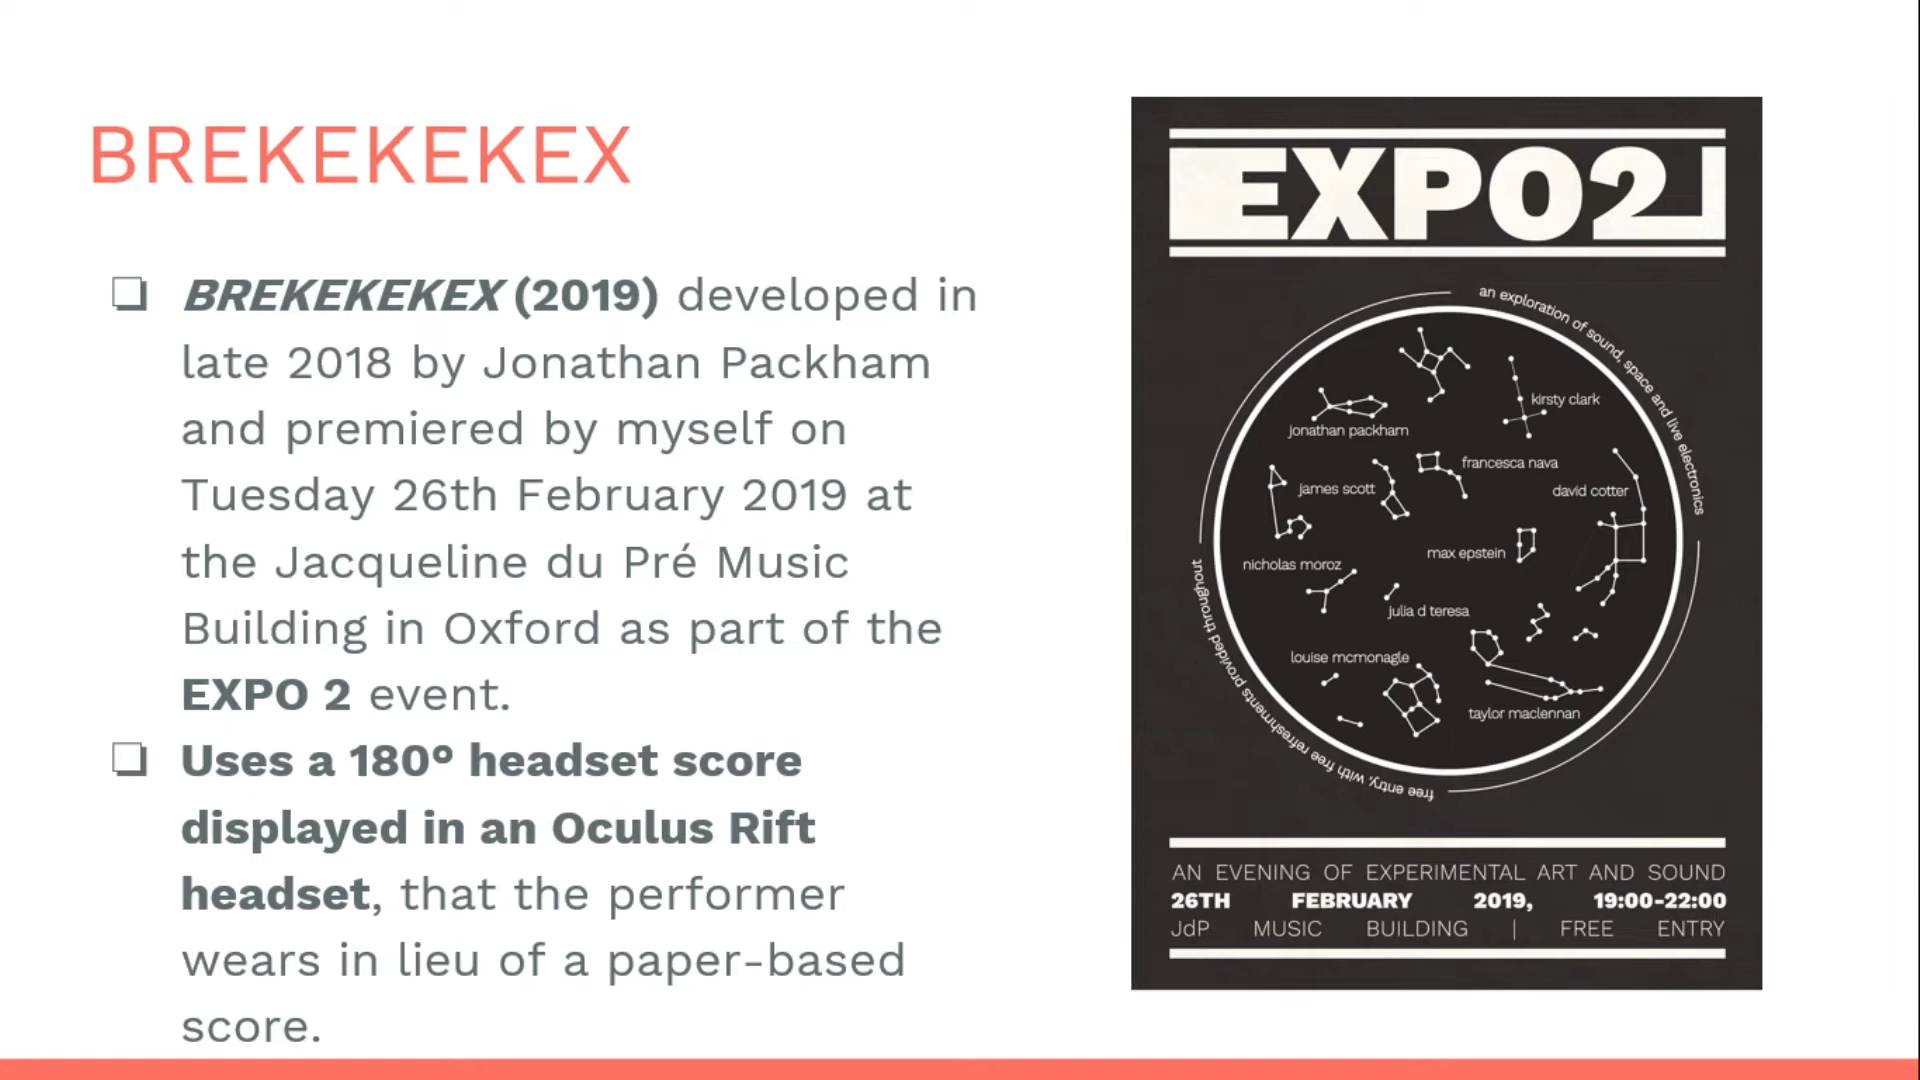 BREKEKEKEX
BREKEKEKEX (2019) developed in
late 2018 by Jonathan Packham
and premiered by myself on
Tuesday 26th February 2019 at
the Jacqueline du Pré Music
Building in Oxford as part of the
EXPO 2 event.
Uses a 180° headset score
displayed in an Oculus Rift
headset, that the performer
wears in lieu of a paper-based
score.
EXPO2
an exploration of sound, space and live electronics
kirsty clark
jonathan packham
francesca nava
james scott
david cotter
max epstein
nicholas moroz
julia d teresa
louise mcmonagle
taylor maclennan
free entry, with free refreshments provided throughout
AN EVENING OF EXPERIMENTAL ART AND SOUND
26TH FEBRUARY 2019, 19:00-22:00
JdP MUSIC BUILDING | FREE ENTRY